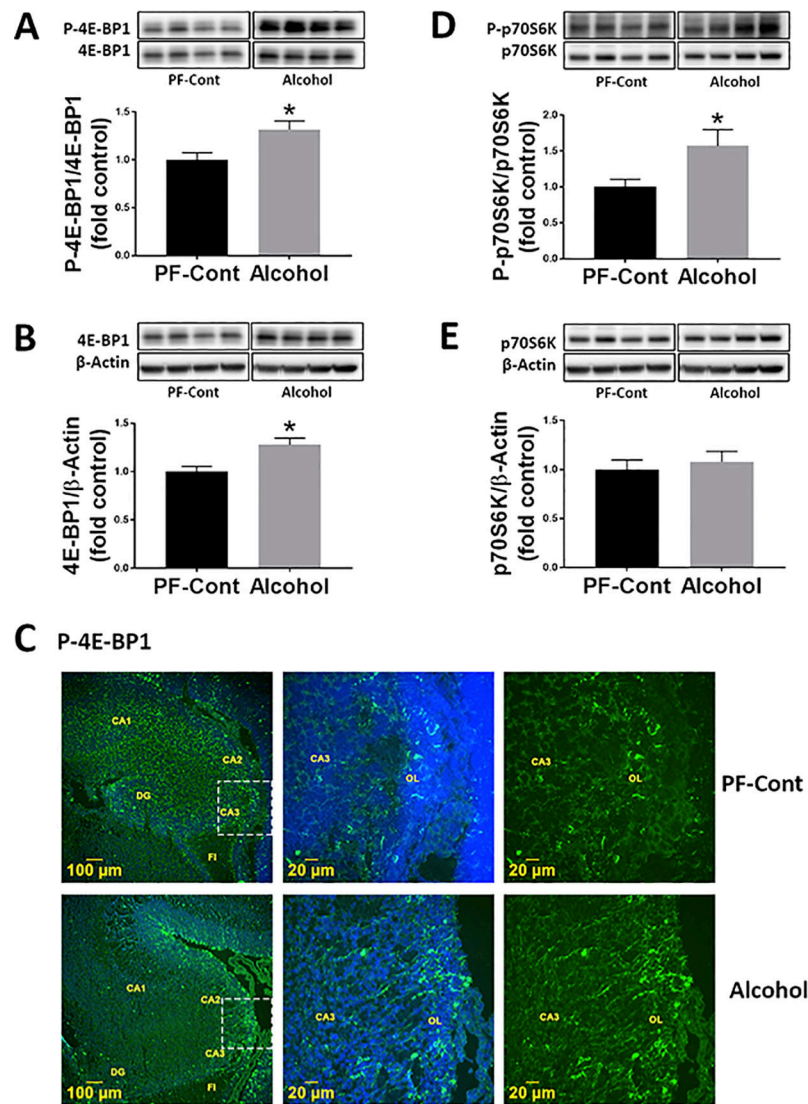 A
P-4E-BP1
4E-BP1
PF-Cont Alcohol
P-4E-BP1/4E-BP1
(fold control)
1.5
1.0
0.5
0.0
*
PF-Cont Alcohol
D
P-p70S6K
p70S6K
PF-Cont Alcohol
P-p70S6K/p70S6K
(fold control)
2.0
1.5
1.0
0.5
0.0
*
PF-Cont Alcohol
B
4E-BP1
β-Actin
PF-Cont Alcohol
4E-BP1/β-Actin
(fold control)
1.5
1.0
0.5
0.0
*
PF-Cont Alcohol
E
p70S6K
β-Actin
PF-Cont Alcohol
p70S6K/β-Actin
(fold control)
1.5
1.0
0.5
0.0
PF-Cont Alcohol
C P-4E-BP1
CA1
CA2
DG
CA3
FI
100 μm
CA3
OL
20 μm
CA3
OL
20 μm
PF-Cont
CA1
CA2
CA3
DG
FI
100 μm
CA3
OL
20 μm
CA3
OL
20 μm
Alcohol